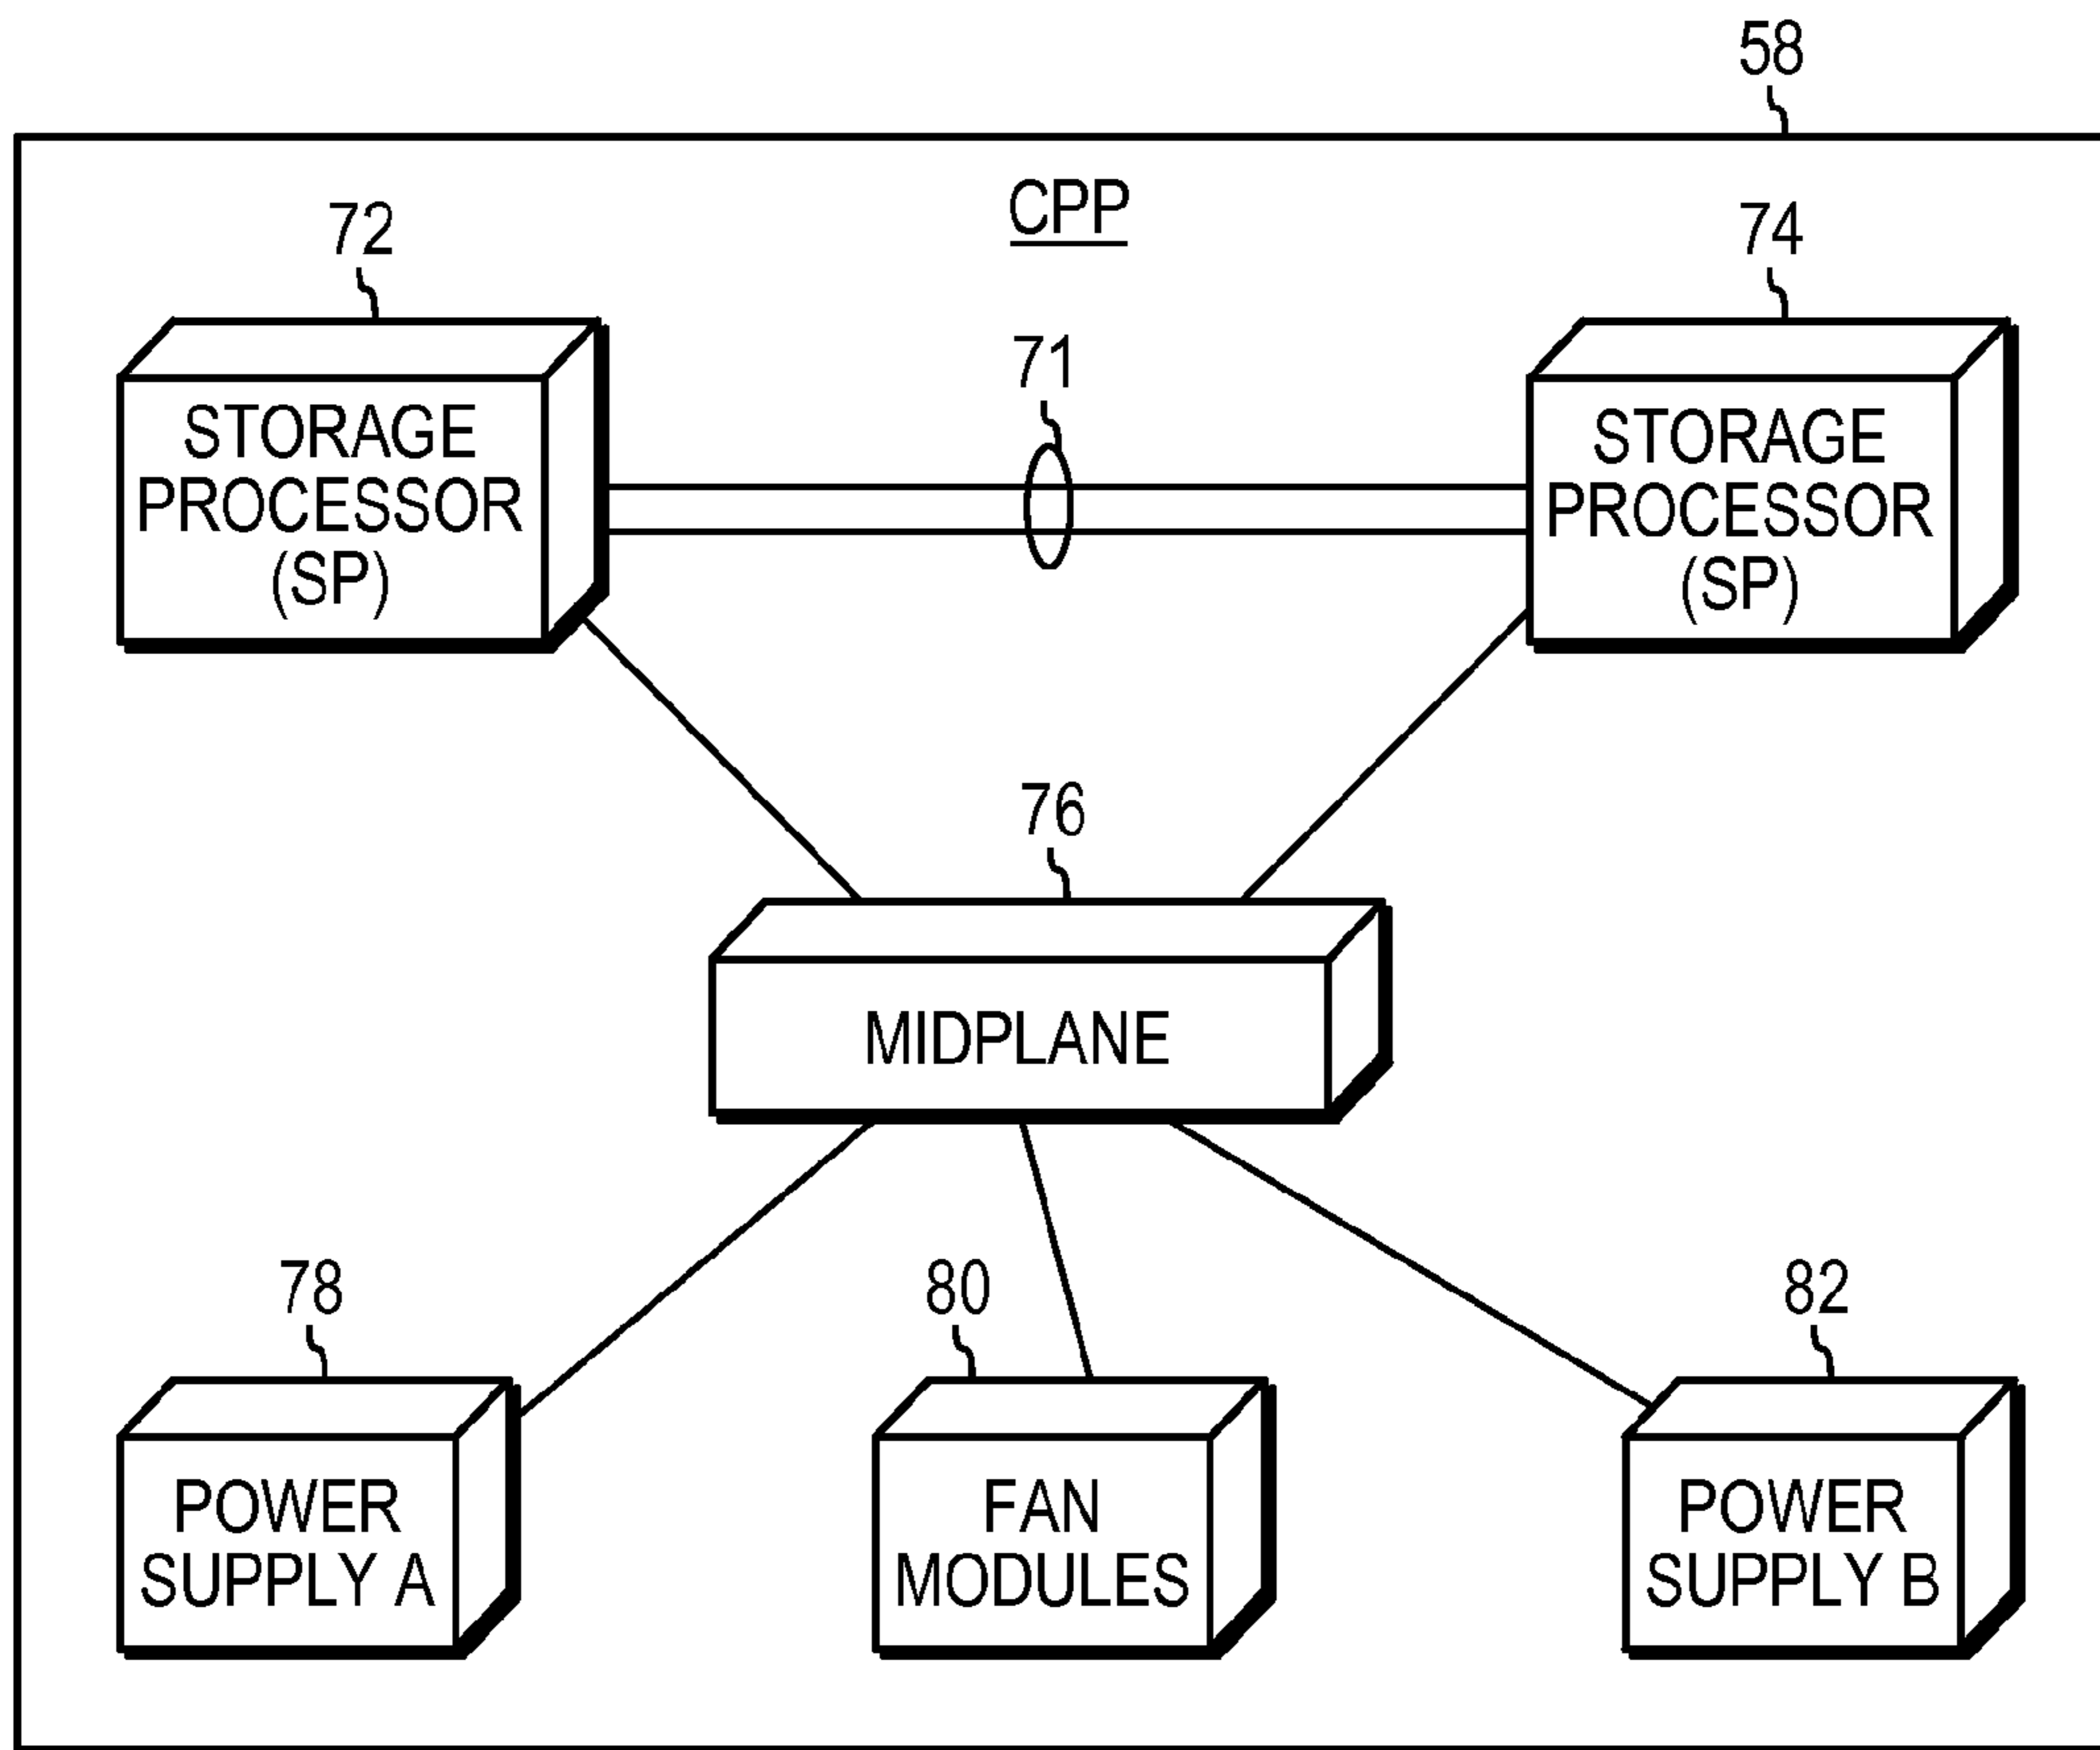 58
CPP
72
74
71
STORAGE
PROCESSOR
(SP)
STORAGE
PROCESSOR
(SP)
76
MIDPLANE
78
80
82
POWER
SUPPLY A
FAN
MODULES
POWER
SUPPLY B